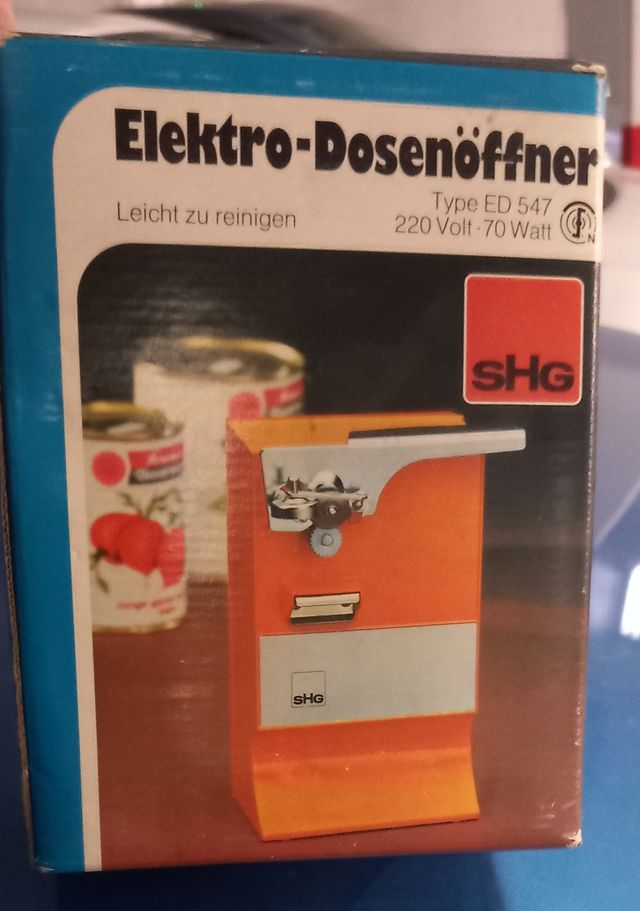 Elektro-Dosenöffner
Leicht zu reinigen
Type ED 547
220 Volt · 70 Watt
N
SHG
SHG